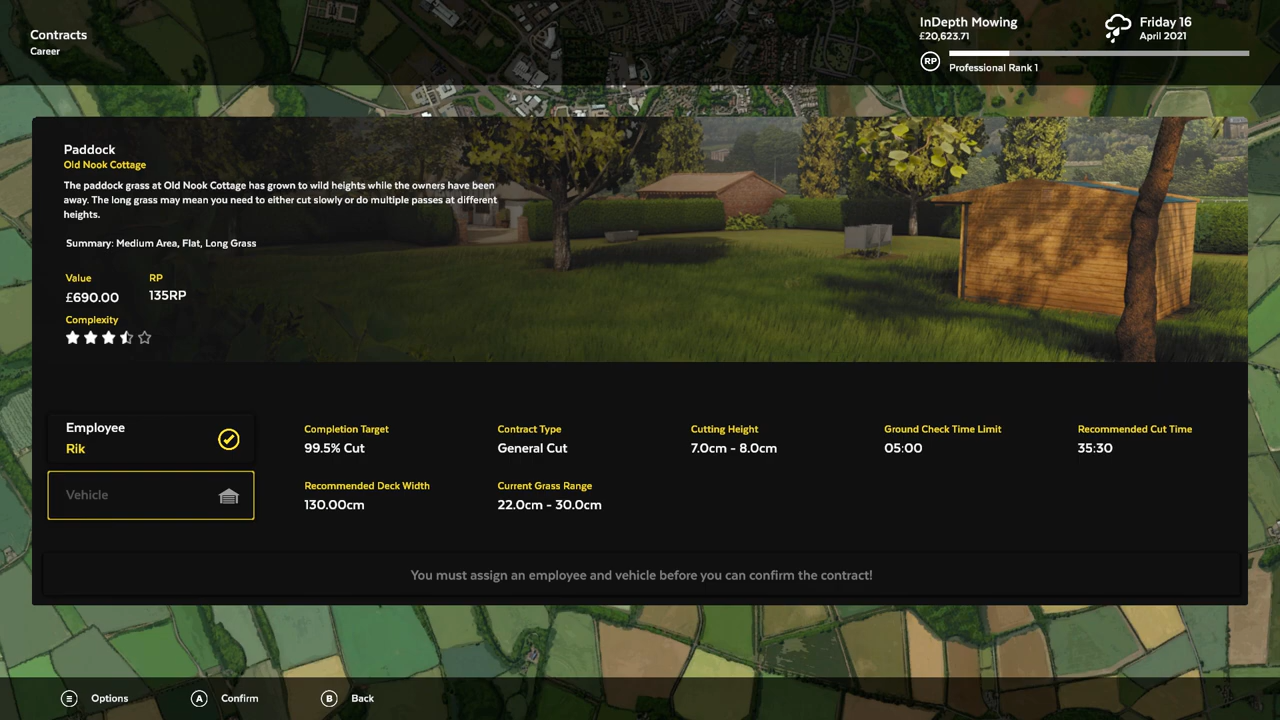 Contracts
Career
InDepth Mowing
£20,623.71
Friday 16
April 2021
RP
Professional Rank 1
Paddock
Old Nook Cottage
The paddock grass at Old Nook Cottage has grown to wild heights while the owners have been
away. The long grass may mean you need to either cut slowly or do multiple passes at different
heights.
Summary: Medium Area, Flat, Long Grass
Value
RP
£690.00
135RP
Complexity
Employee
Rik
Vehicle
Completion Target
Contract Type
Cutting Height
Ground Check Time Limit
Recommended Cut Time
99.5% Cut
General Cut
7.0cm - 8.0cm
05:00
35:30
Recommended Deck Width
Current Grass Range
130.00cm
22.0cm - 30.0cm
You must assign an employee and vehicle before you can confirm the contract!
Options
A Confirm
B Back